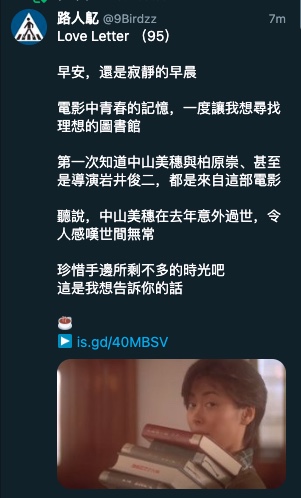 路人髛 @9Birdzz 7m
Love Letter （95）
早安，還是寂靜的早晨
電影中青春的記憶，一度讓我想尋找
理想的圖書館
第一次知道中山美穗與柏原崇、甚至
是導演岩井俊二，都是來自這部電影
聽說，中山美穗在去年意外過世，令
人感嘆世間無常
珍惜手邊所剩不多的時光吧
這是我想告訴你的話
is.gd/40MBSV